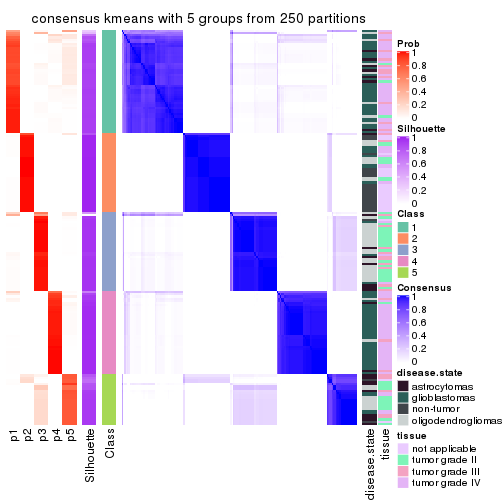 consensus kmeans with 5 groups from 250 partitions
p1
p2
p3
p4
p5
Silhouette
Class
disease.state
tissue
Prob
1
0.8
0.6
0.4
0.2
0
Silhouette
1
0.8
0.6
0.4
0.2
0
Class
1
2
3
4
5
Consensus
1
0.8
0.6
0.4
0.2
0
disease.state
astrocytomas
glioblastomas
non-tumor
oligodendrogliomas
tissue
not applicable
tumor grade II
tumor grade III
tumor grade IV